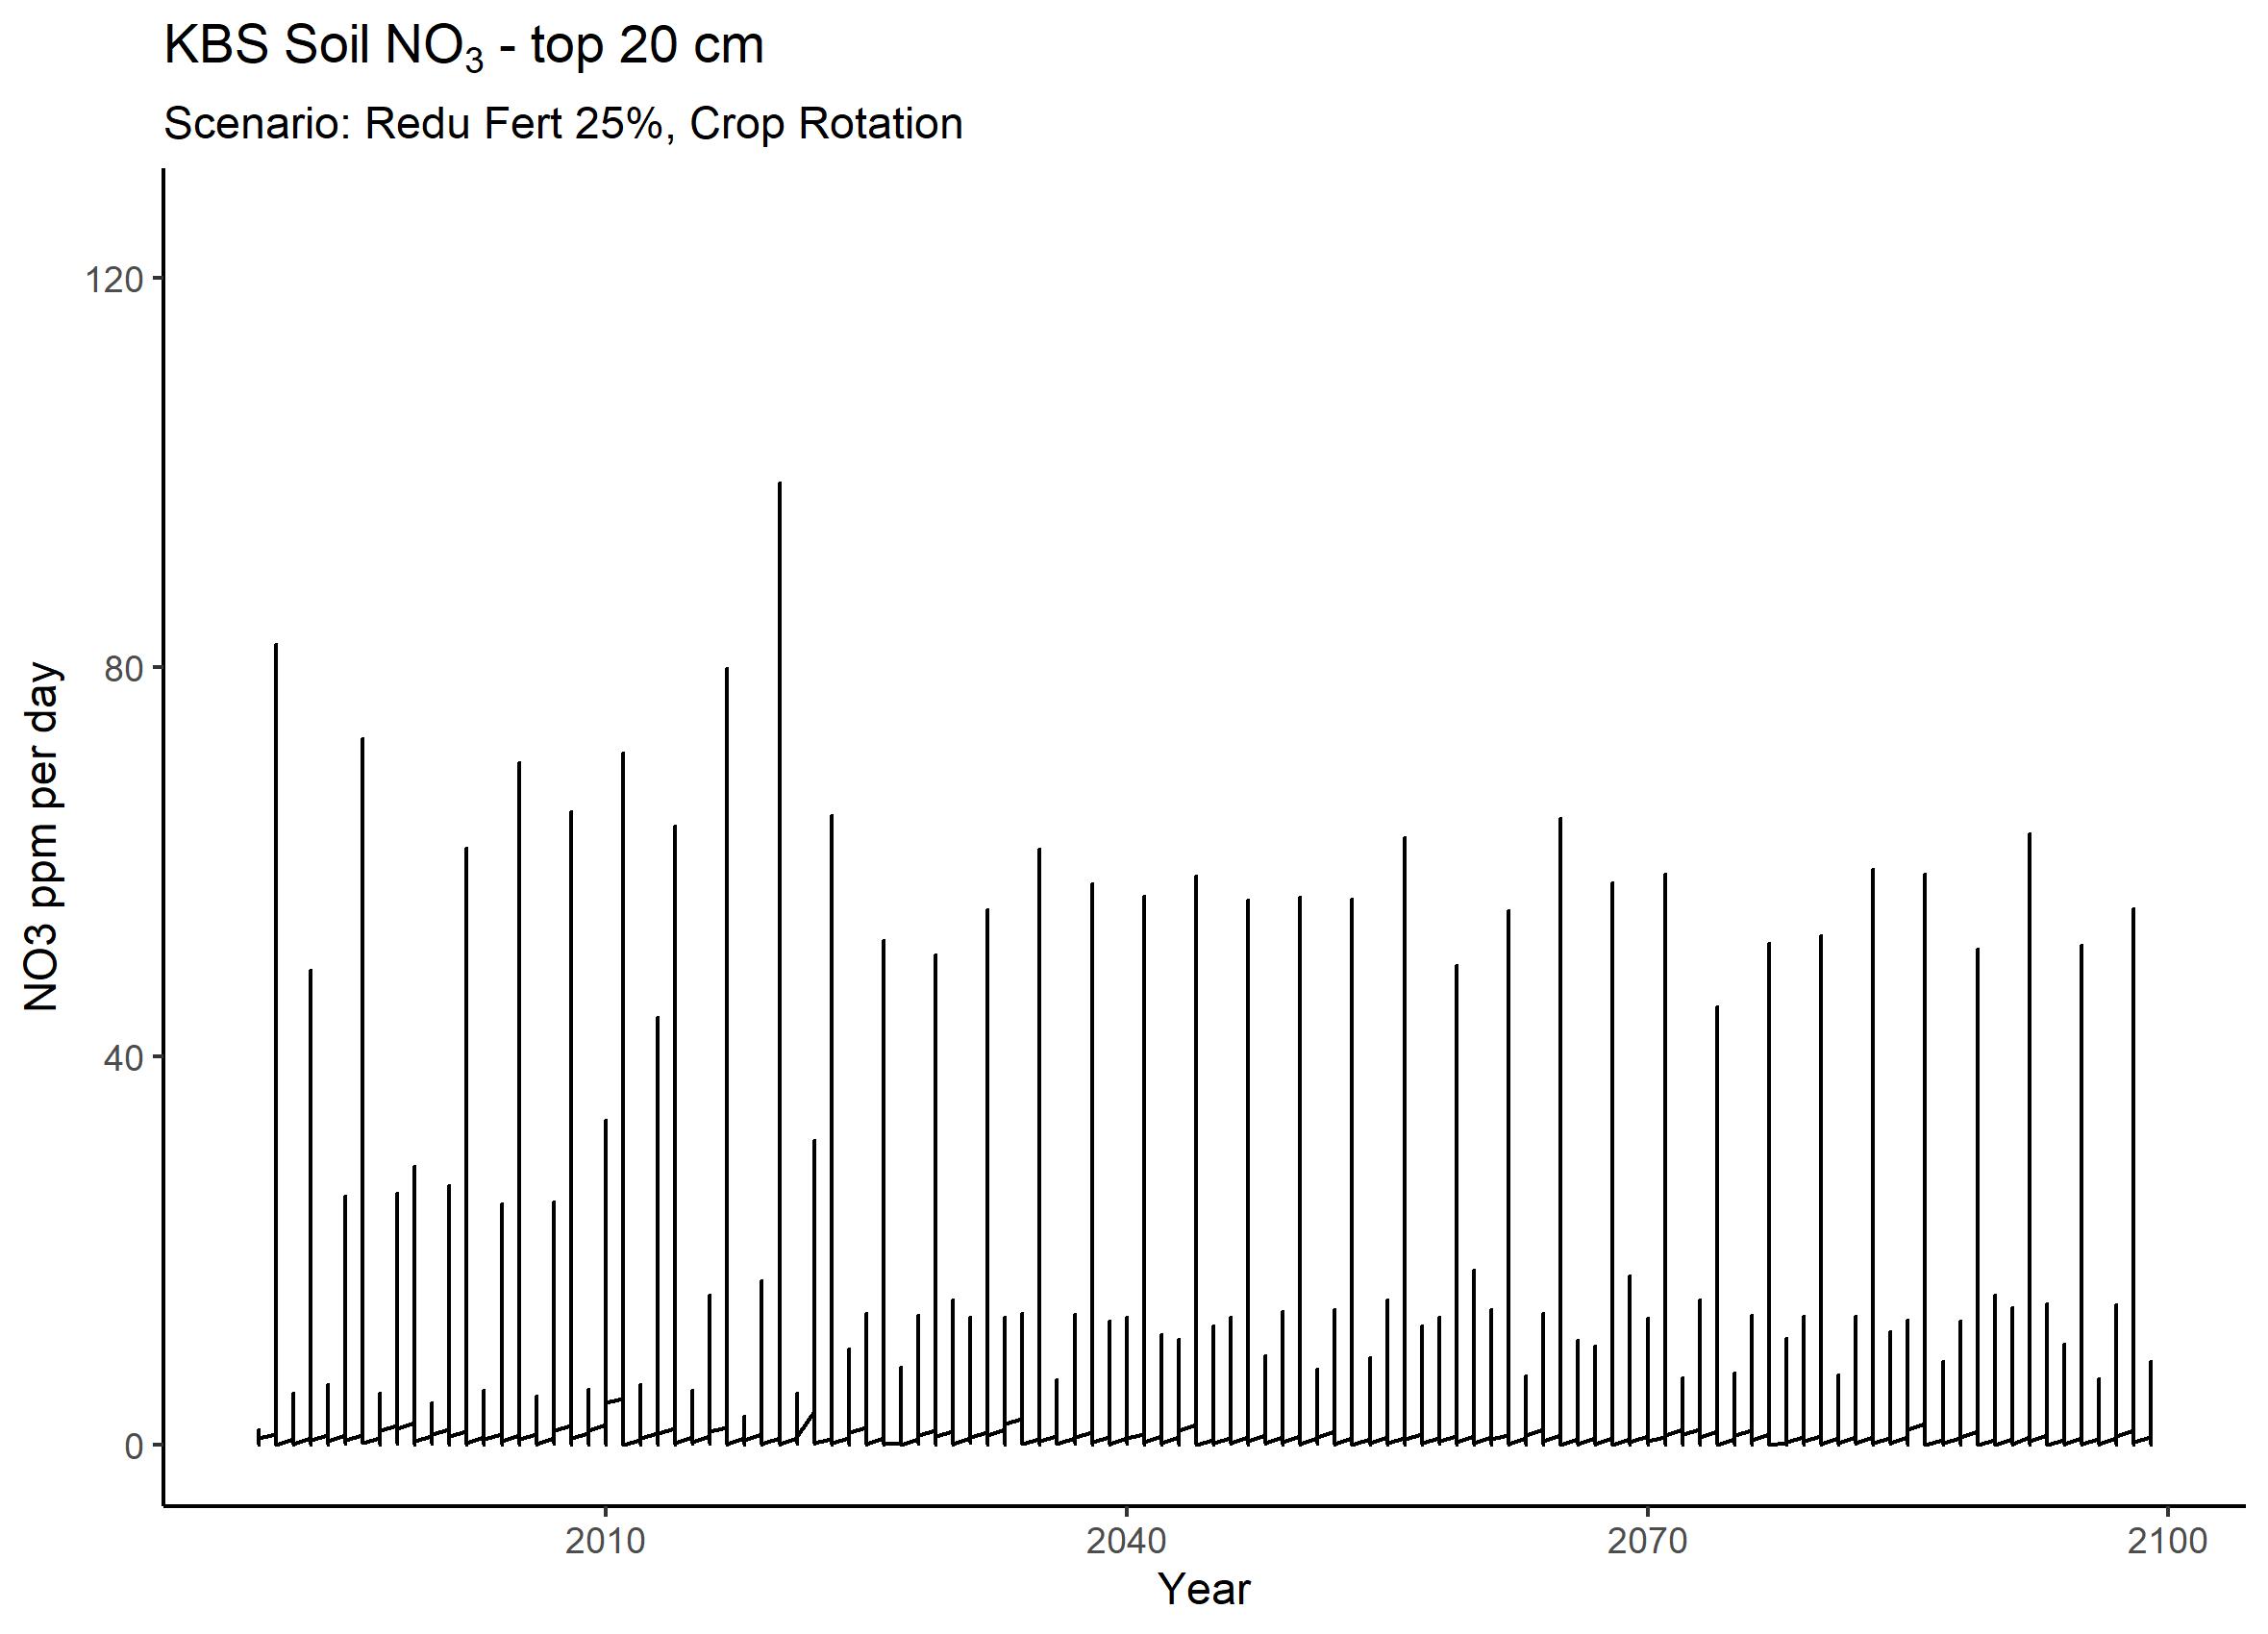 KBS Soil NO₃ - top 20 cm
Scenario: Redu Fert 25%, Crop Rotation
NO3 ppm per day
120
80
40
0
2010 2040 2070 2100
Year